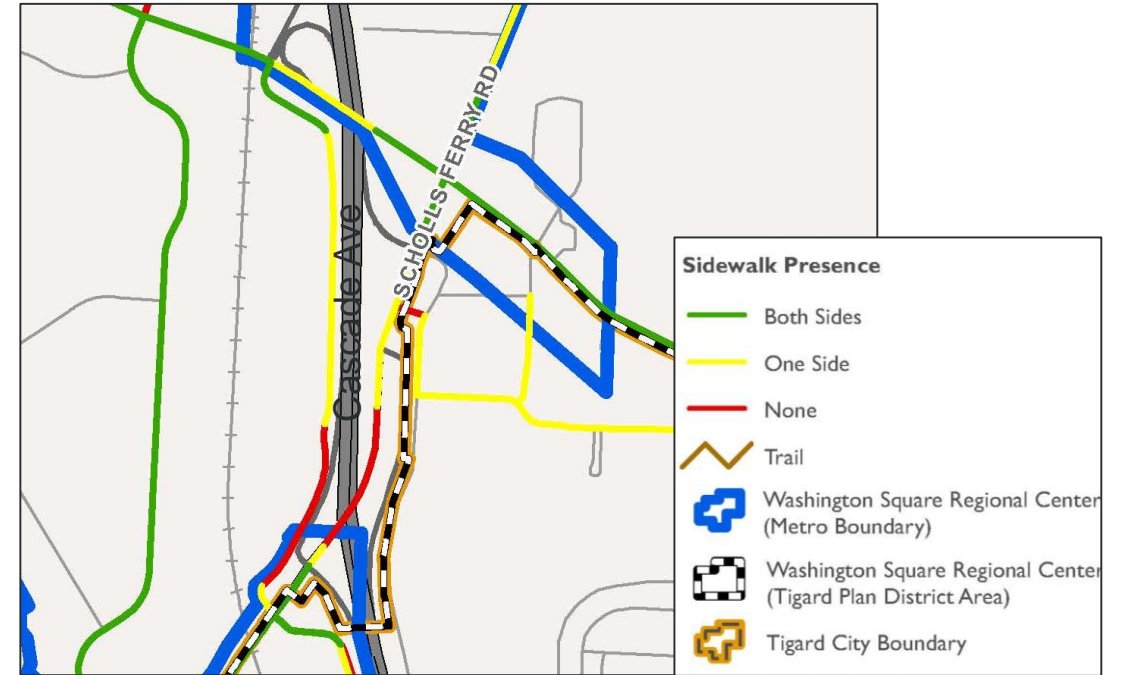 SCHOLLS FERRY RD
Cascade Ave
Sidewalk Presence
Both Sides
One Side
None
Trail
Washington Square Regional Center
(Metro Boundary)
Washington Square Regional Center
(Tigard Plan District Area)
Tigard City Boundary